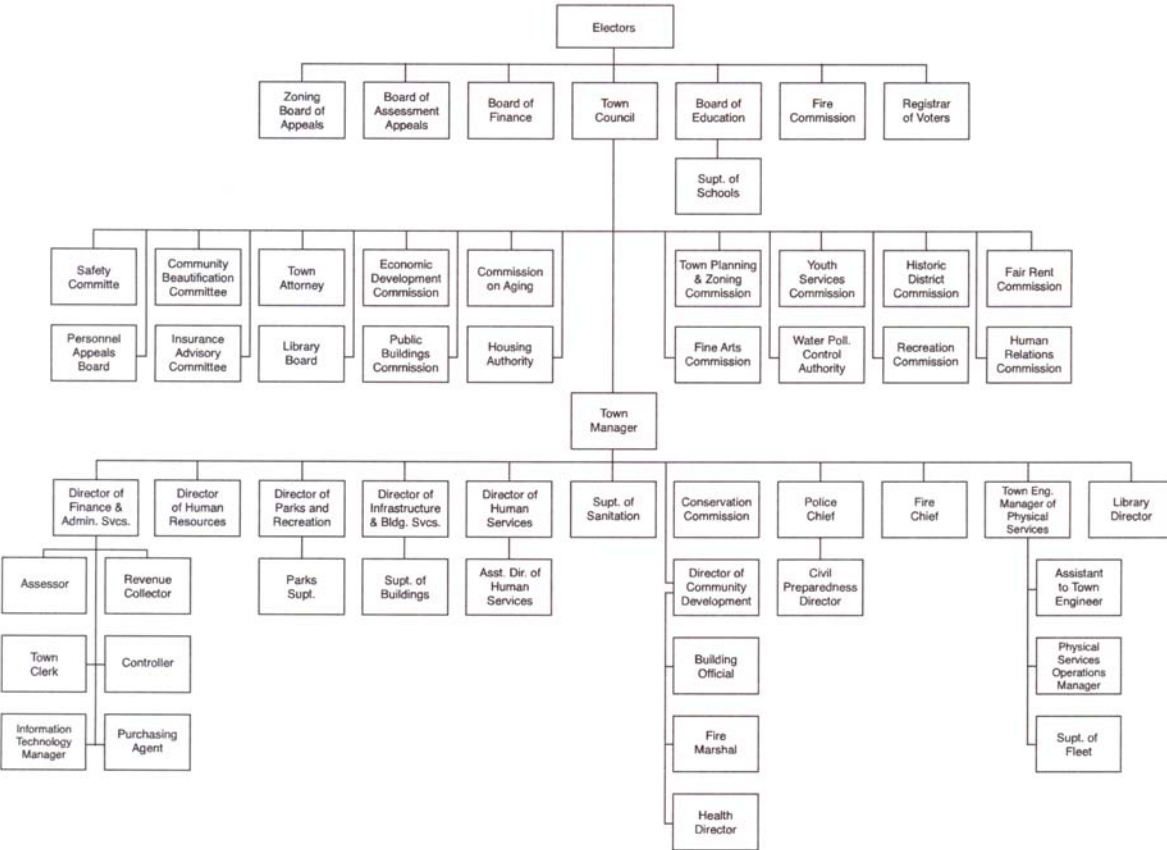 Electors
Zoning
Board of
Appeals
Board of
Assessment
Appeals
Board of
Finance
Town
Council
Board of
Education
Fire
Commission
Registrar
of Voters
Supt. of
Schools
Safety
Committe
Community
Beautification
Committee
Town
Attorney
Economic
Development
Commission
Commission
on Aging
Town Planning
& Zoning
Commission
Youth
Services
Commission
Historic
District
Commission
Fair Rent
Commission
Personnel
Appeals
Board
Insurance
Advisory
Committee
Library
Board
Public
Buildings
Commission
Housing
Authority
Fine Arts
Commission
Water Poll.
Control
Authority
Recreation
Commission
Human
Relations
Commission
Town
Manager
Director of
Finance &
Admin. Svcs.
Director
of Human
Resources
Director of
Parks and
Recreation
Director of
Infrastructure
& Bldg. Svcs.
Director of
Human
Services
Supt. of
Sanitation
Conservation
Commission
Police
Chief
Fire
Chief
Town Eng.
Manager of
Physical
Services
Library
Director
Assessor
Revenue
Collector
Parks
Supt.
Supt. of
Buildings
Asst. Dir. of
Human
Services
Director of
Community
Development
Civil
Preparedness
Director
Assistant
to Town
Engineer
Town
Clerk
Controller
Building
Official
Physical
Services
Operations
Manager
Information
Technology
Manager
Purchasing
Agent
Fire
Marshal
Supt. of
Fleet
Health
Director